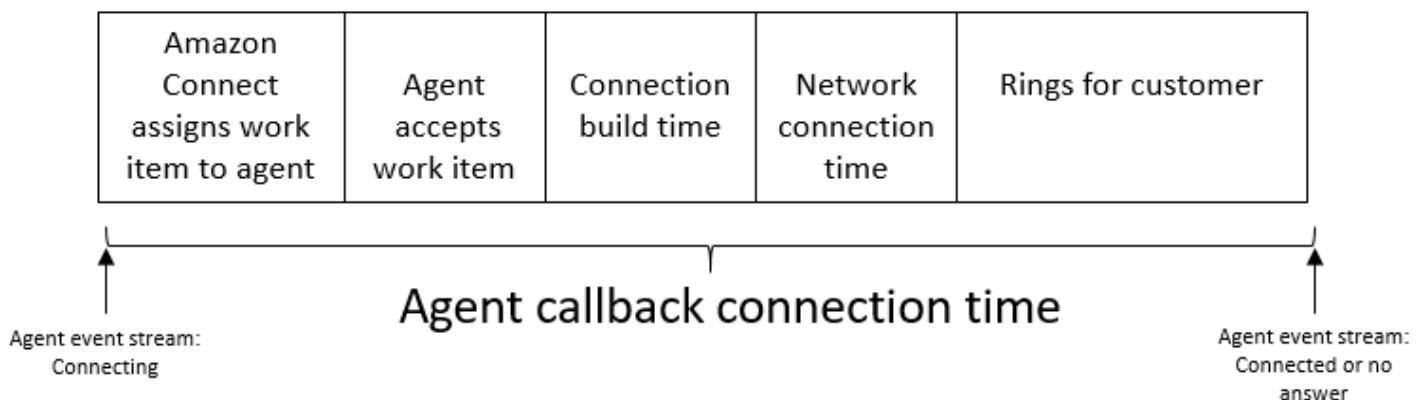 Amazon
Connect
assigns work
item to agent
Agent
accepts
work item
Connection
build time
Network
connection
time
Rings for customer
Agent callback connection time
Agent event stream:
Connecting
Agent event stream:
Connected or no
answer